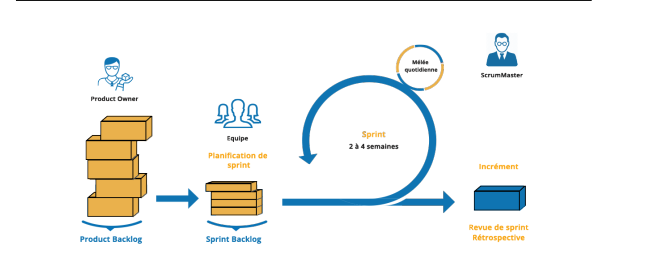 Product Owner
Product Backlog
Equipe
Planification de
sprint
Sprint Backlog
Sprint
2 à 4 semaines
Mêlée
quotidienne
ScrumMaster
Incrément
Revue de sprint
Rétrospective